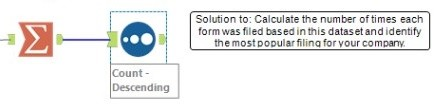 Solution to: Calculate the number of times each
form was filed based in this dataset and identify
the most popular filing for your company.
Count -
Descending